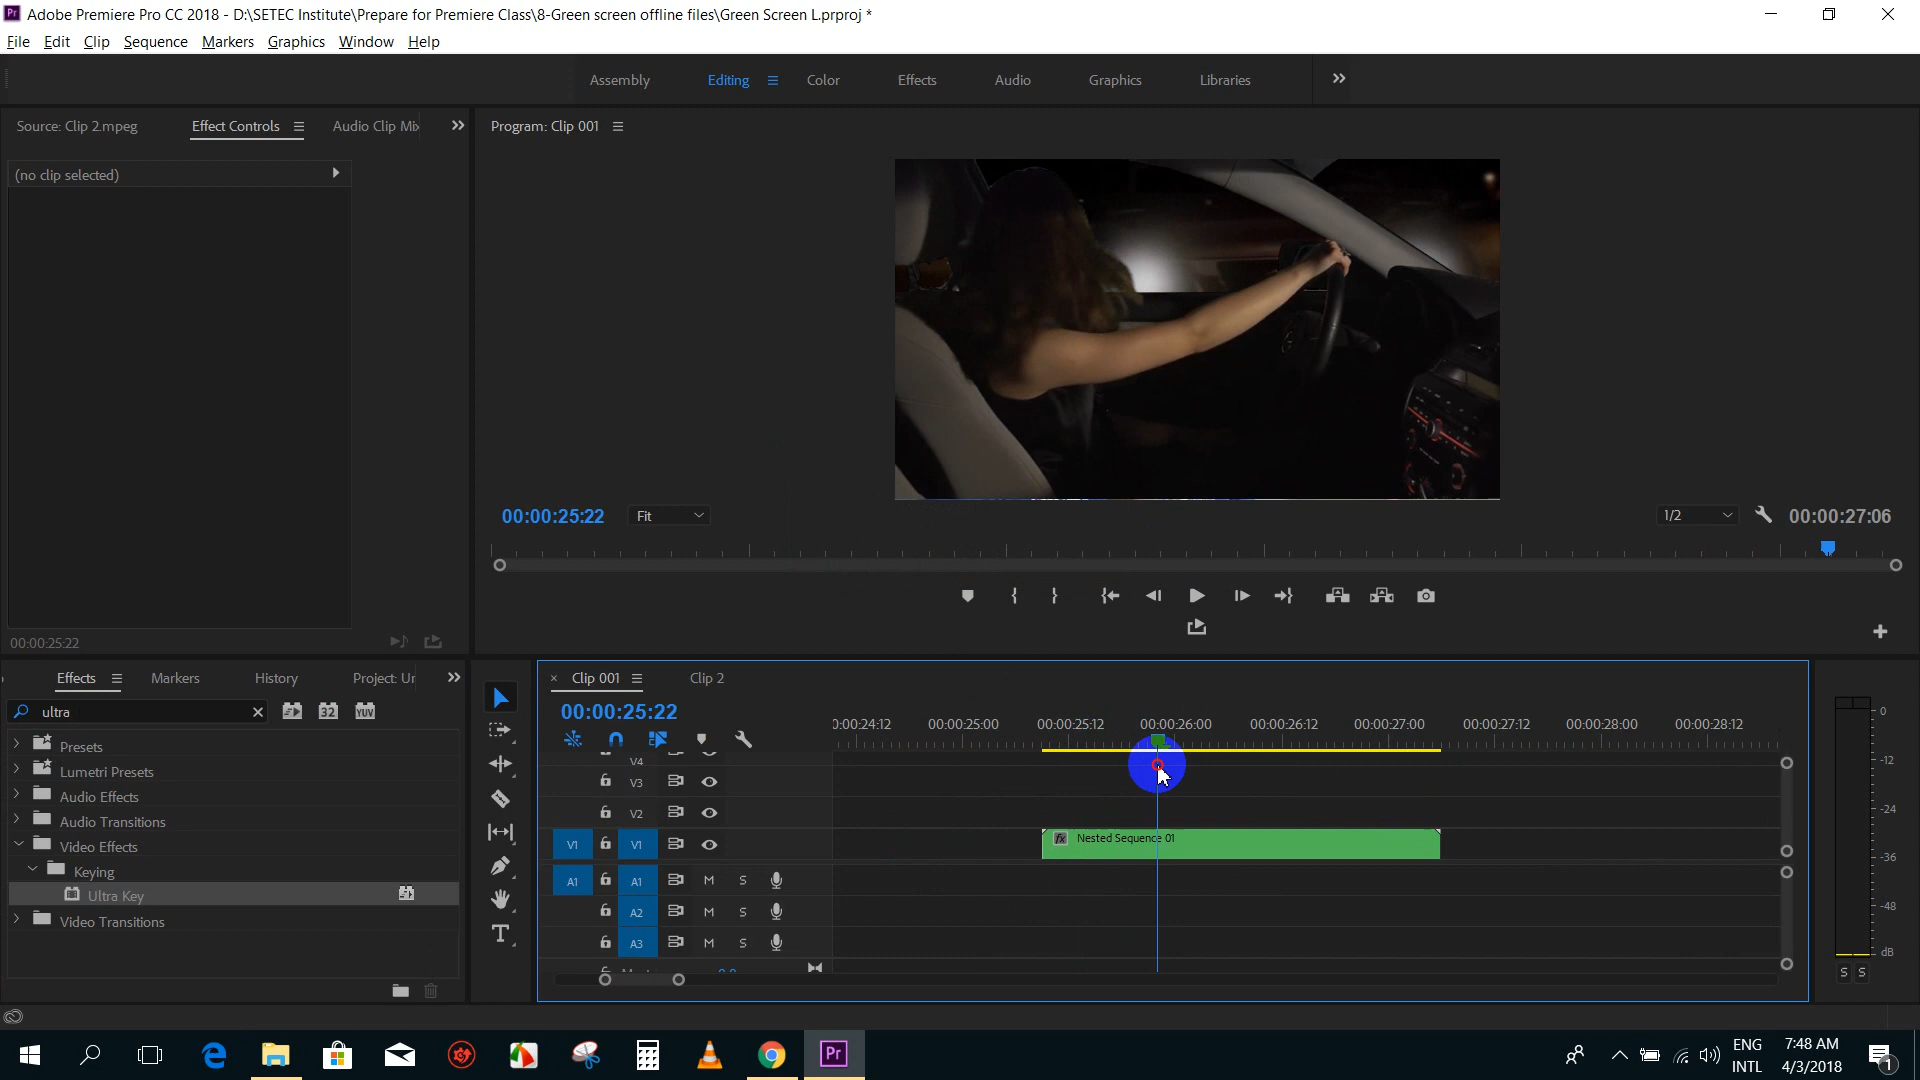 Pr Adobe Premiere Pro CC 2018 - D:\SETEC Institute\Prepare for Premiere Class\8-Green screen offline files\Green Screen L.prproj *
File Edit Clip Sequence Markers Graphics Window Help
Assembly Editing Color Effects Audio Graphics Libraries
Source: Clip 2.mpeg Effect Controls Audio Clip Mix Program: Clip 001
(no clip selected)
00:00:25:22 Fit 1/2 00:00:27:06
00:00:25:22
Effects Markers History Project: Ur Clip 001 Clip 2
ultra 32 YUV 00:00:25:22
0:00:24:12 00:00:25:00 00:00:25:12 00:00:26:00 00:00:26:12 00:00:27:00 00:00:27:12 00:00:28:00 00:00:28:12
Presets
Lumetri Presets
Audio Effects
Audio Transitions
Video Effects
Keying
Ultra Key
Video Transitions
V4
V3
V2
V1 V1 fx Nested Sequence 01
A1 A1 M S
A2 M S
A3 M S
0
-12
-24
-36
-48
dB
S S
Pr
ENG
INTL
7:48 AM
4/3/2018
1